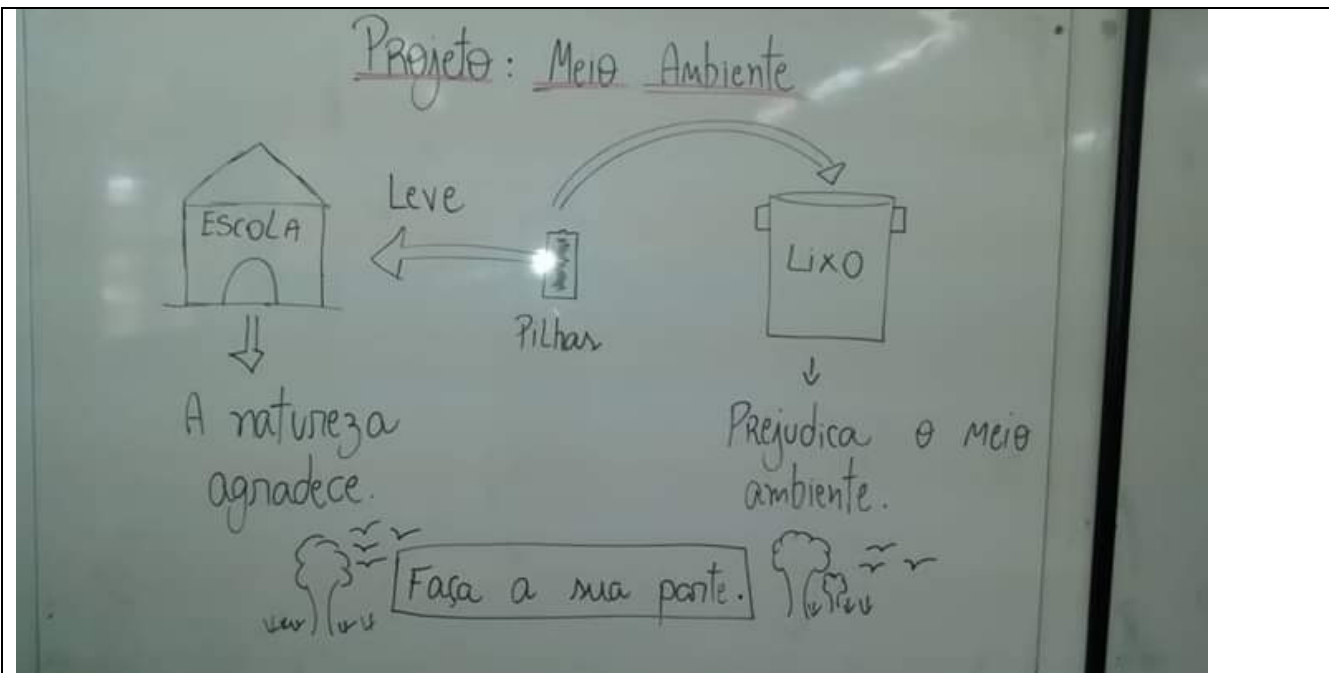 Projeto: Meio Ambiente
Leve
ESCOLA
LIXO
Pilhas
A natureza
agradece.
Prejudica o meio
ambiente.
Faça a sua parte.